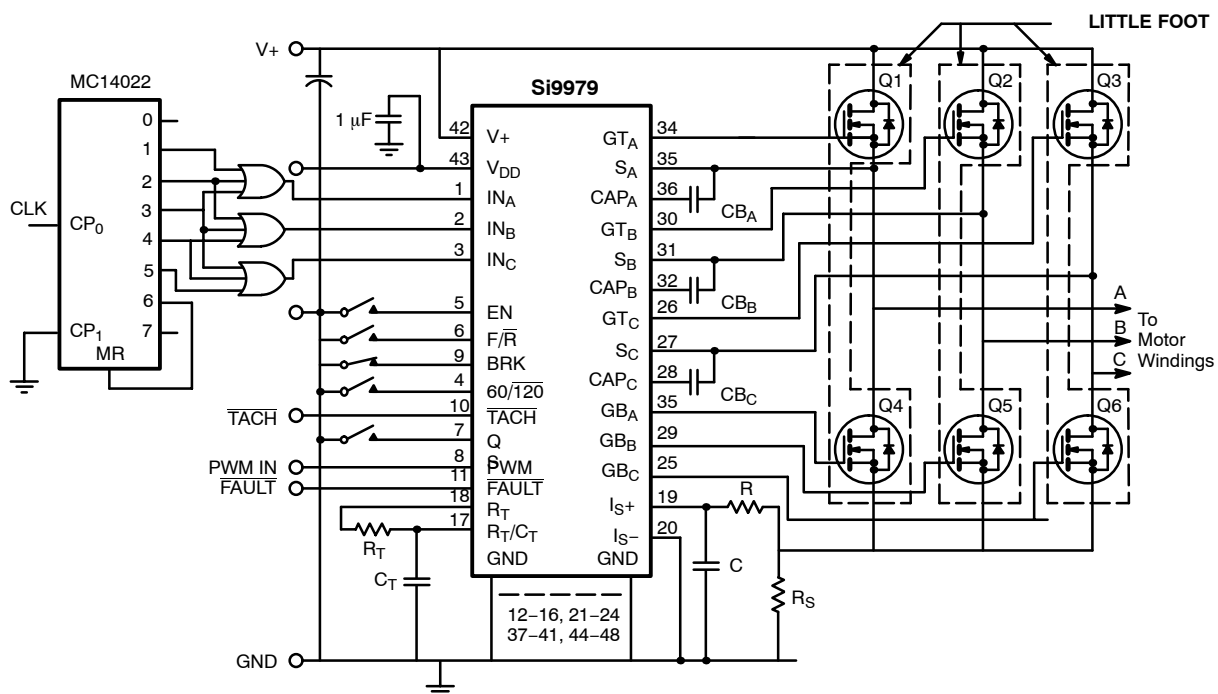 LITTLE FOOT
V+
MC14022
Si9979
Q1
Q2
Q3
0
1
2
3
4
5
6
7
CLK
CP0
CP1
MR
1 μF
42
V+
43
VDD
1
INA
2
INB
3
INC
5
EN
6
F/R̅
9
BRK
4
60/1̅2̅0̅
T̅A̅C̅H̅
10
T̅A̅C̅H̅
7
QS
PWM IN
8
PWM
F̅A̅U̅L̅T̅
11
F̅A̅U̅L̅T̅
18
RT
17
RT/CT
GND
RT
CT
GTA
34
SA
35
CAPA
36
CBA
GTB
30
SB
31
CAPB
32
CBB
GTC
26
SC
27
CAPC
28
CBC
GBA
35
GBB
29
GBC
25
IS+
19
IS−
20
GND
R
C
RS
A
B
C
To
Motor
Windings
Q4
Q5
Q6
12−16, 21−24
37−41, 44−48
GND